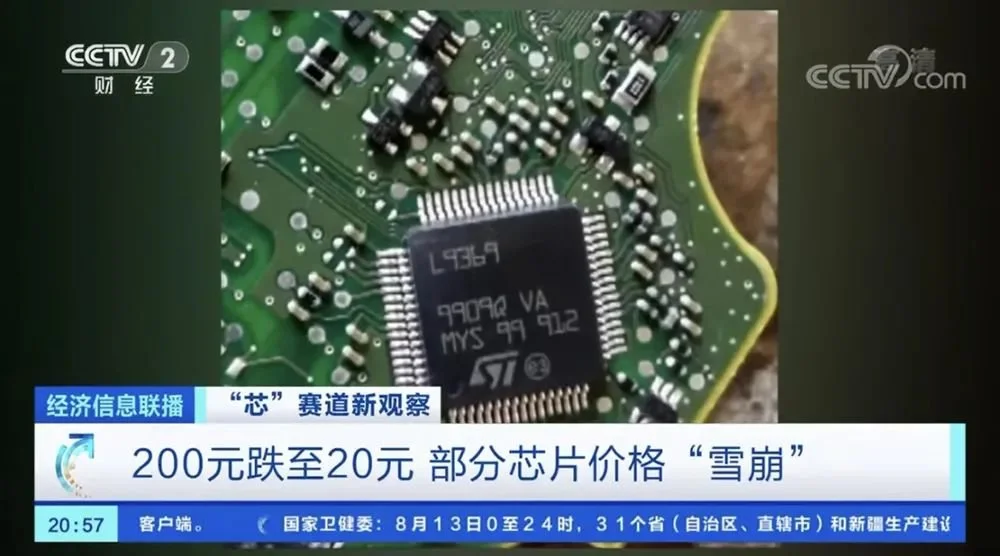 CCTV 2
财经
高清
CCTV.com
L9369
9909Q VA
MYS 99 912
ST
经济信息联播 “芯”赛道新观察
200元跌至20元 部分芯片价格“雪崩”
20:57 客户端。 国家卫健委：8月13日0至24时，31个省（自治区、直辖市）和新疆生产建设